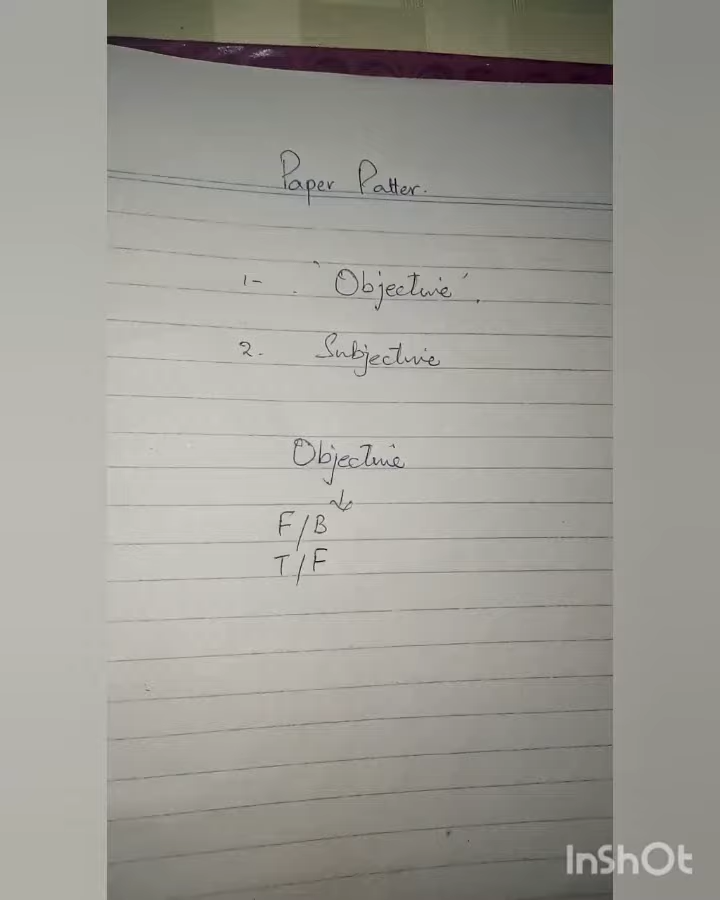 Paper Patter.
1- . 'Objective'.
2. Subjective
Objective
↓
F/B
T/F
InShOt